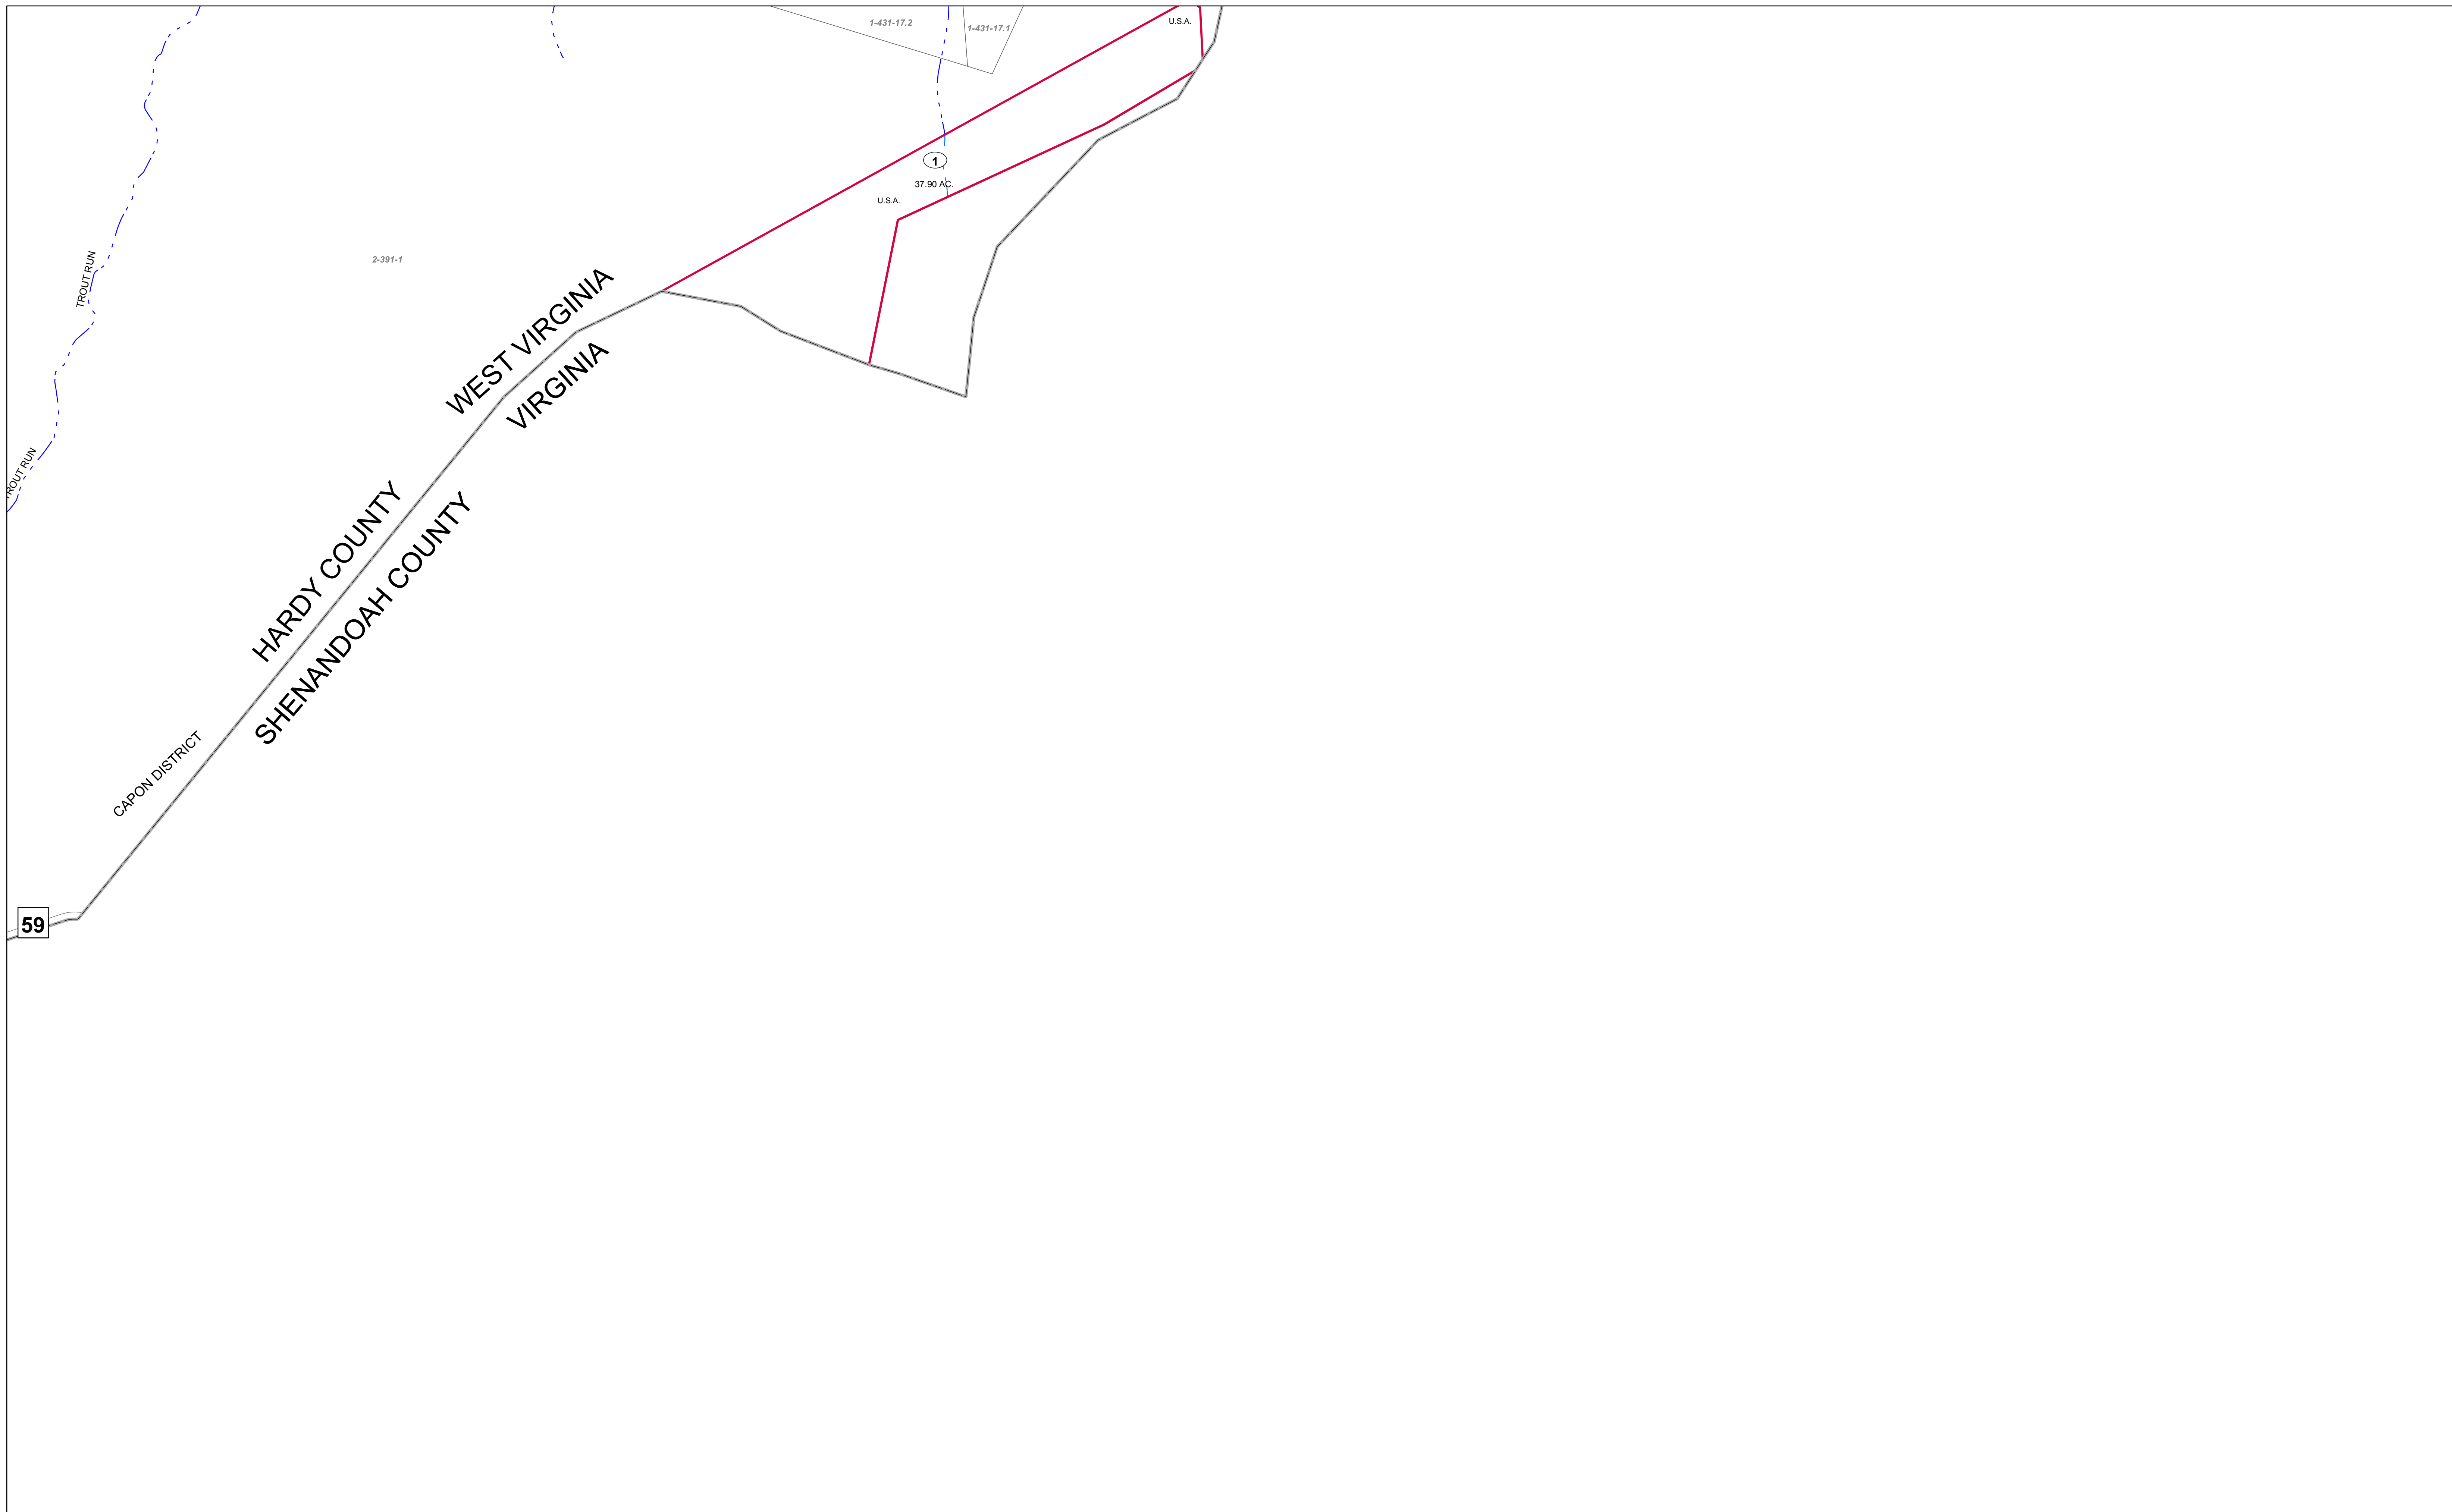 1-431-17.2
U.S.A.
1-431-17.1
1
37.90 AC.
U.S.A.
TROUT RUN
2-391-1
WEST VIRGINIA
VIRGINIA
TROUT RUN
HARDY COUNTY
SHENANDOAH COUNTY
CAPON DISTRICT
59